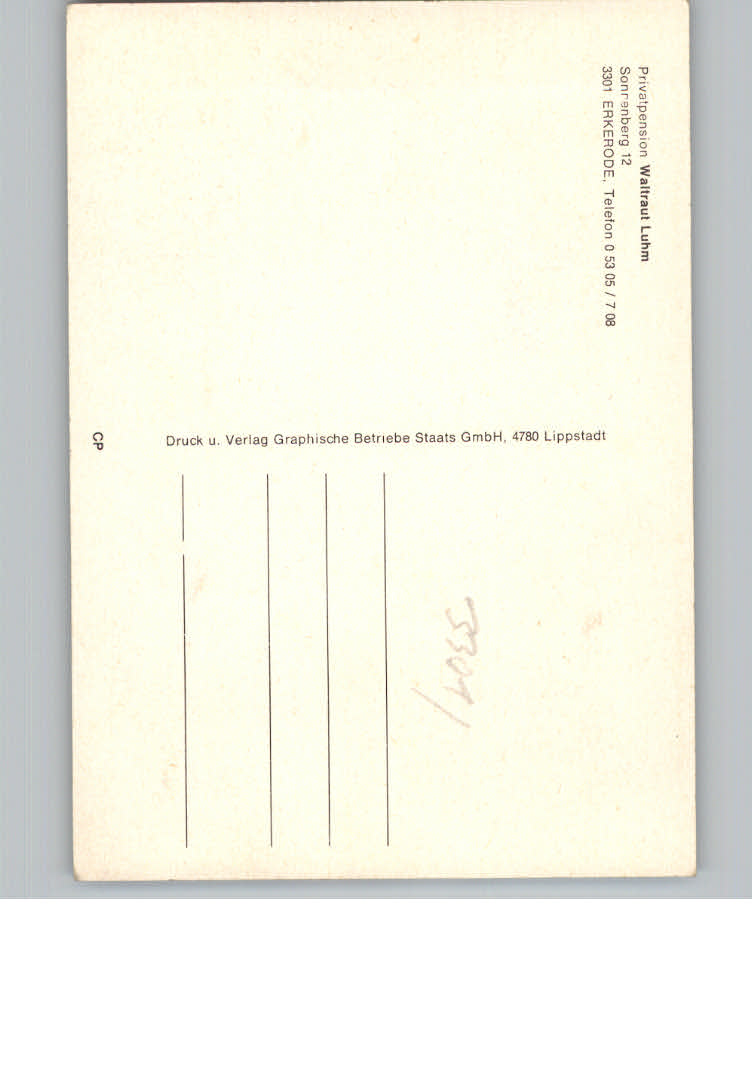 Privatpension Waltraut Luhm
Sonnenberg 12
3301 ERKERODE, Telefon 0 53 05 / 7 08
Druck u. Verlag Graphische Betriebe Staats GmbH, 4780 Lippstadt
CP